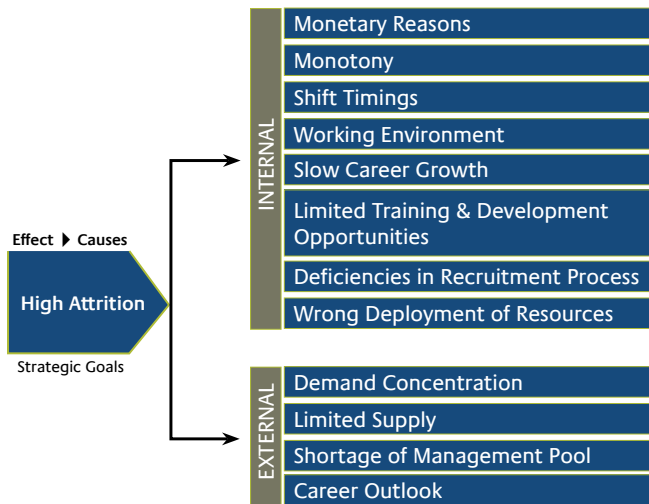 Effect ▶ Causes
High Attrition
Strategic Goals
INTERNAL
Monetary Reasons
Monotony
Shift Timings
Working Environment
Slow Career Growth
Limited Training & Development
Opportunities
Deficiencies in Recruitment Process
Wrong Deployment of Resources
EXTERNAL
Demand Concentration
Limited Supply
Shortage of Management Pool
Career Outlook